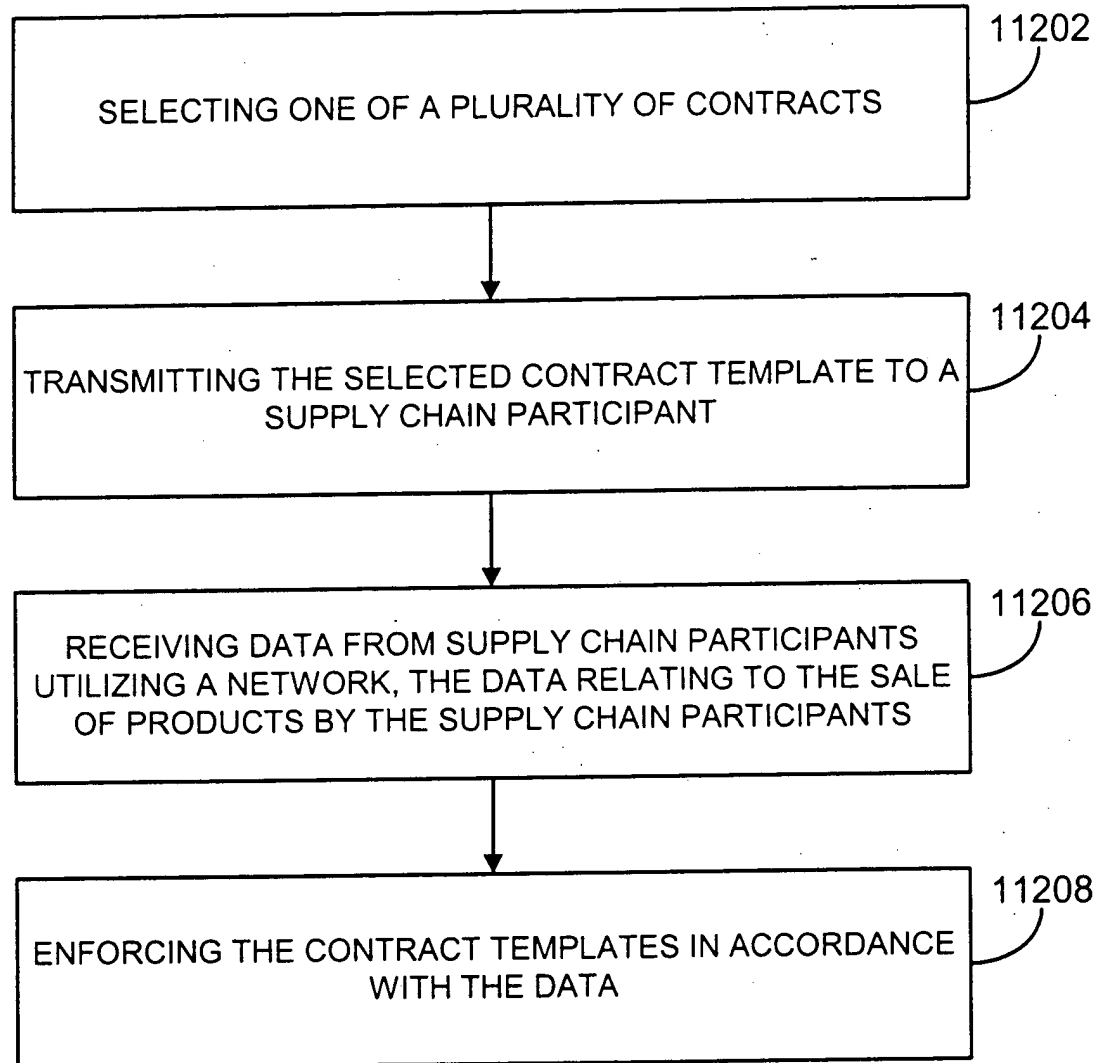 11202
SELECTING ONE OF A PLURALITY OF CONTRACTS
11204
TRANSMITTING THE SELECTED CONTRACT TEMPLATE TO A
SUPPLY CHAIN PARTICIPANT
11206
RECEIVING DATA FROM SUPPLY CHAIN PARTICIPANTS
UTILIZING A NETWORK, THE DATA RELATING TO THE SALE
OF PRODUCTS BY THE SUPPLY CHAIN PARTICIPANTS
11208
ENFORCING THE CONTRACT TEMPLATES IN ACCORDANCE
WITH THE DATA